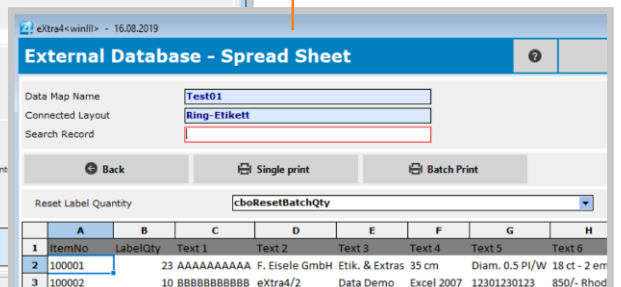 eXtra4<winIII> - 16.08.2019
External Database - Spread Sheet
Data Map Name Test01
Connected Layout Ring-Etikett
Search Record
Back Single print Batch Print
Reset Label Quantity cboResetBatchQty
A B C D E F G H
1 ItemNo LabelQty Text 1 Text 2 Text 3 Text 4 Text 5 Text 6
2 100001 23 AAAAAAAAAA F. Eisele GmbH Etik. & Extras 35 cm Diam. 0.5 PI/W 18 ct - 2 em
3 100002 10 BBBBBBBBBBB eXtra4/2 Data Demo Excel 2007 12301230123 850/- Rhod